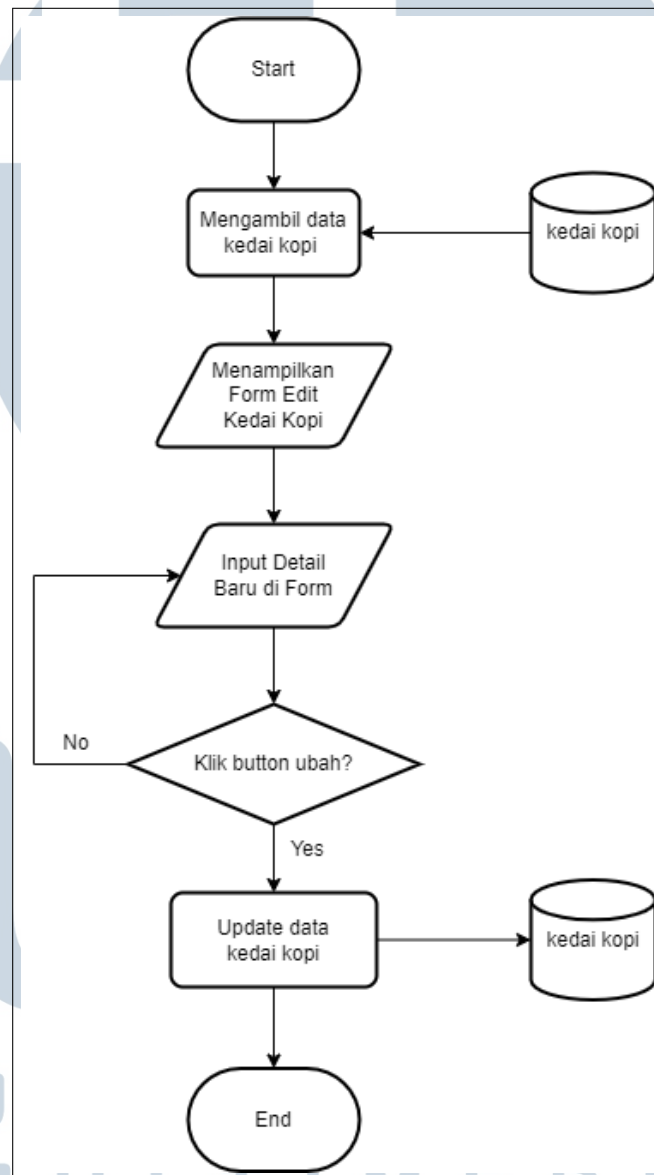 Start
Mengambil data
kedai kopi
kedai kopi
Menampilkan
Form Edit
Kedai Kopi
Input Detail
Baru di Form
No
Klik button ubah?
Yes
Update data
kedai kopi
kedai kopi
End